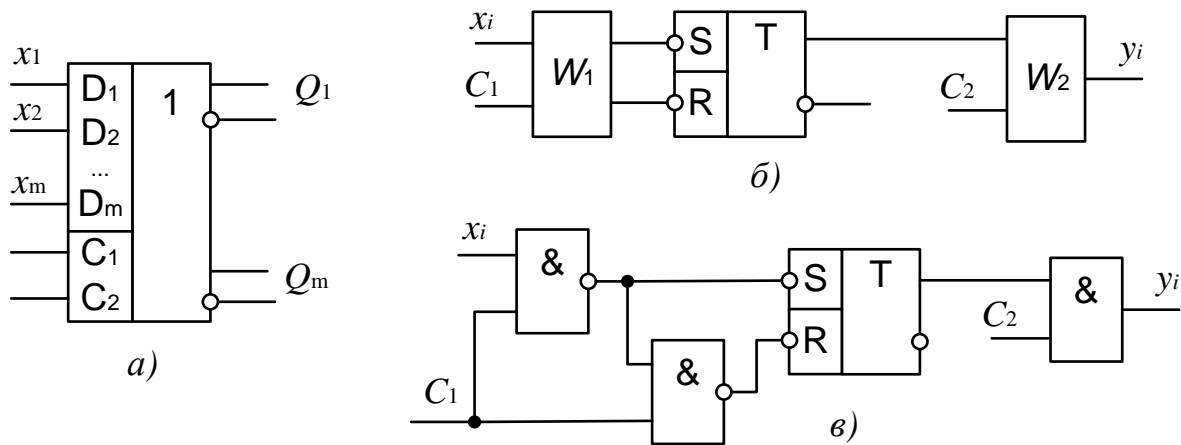 x1
x2
xm
D1
D2
...
Dm
C1
C2
1
Q1
Qm
а)
xi
C1
W1
S
R
T
C2
W2
yi
б)
xi
C1
&
&
S
R
T
C2
&
yi
в)